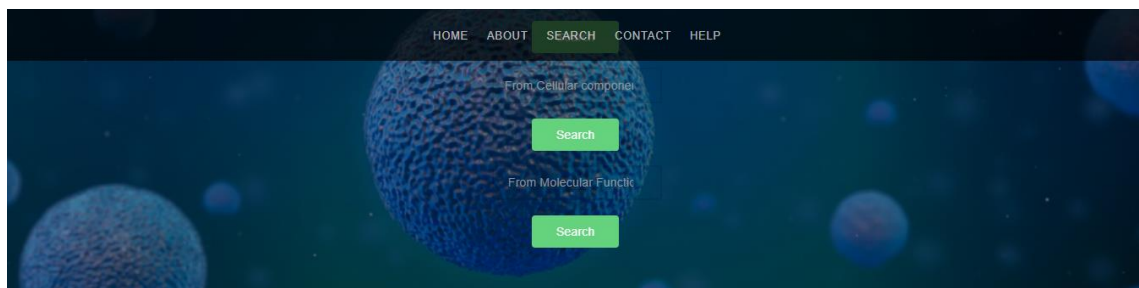 HOME ABOUT SEARCH CONTACT HELP
From Cellular componer
Search
From Molecular Functic
Search